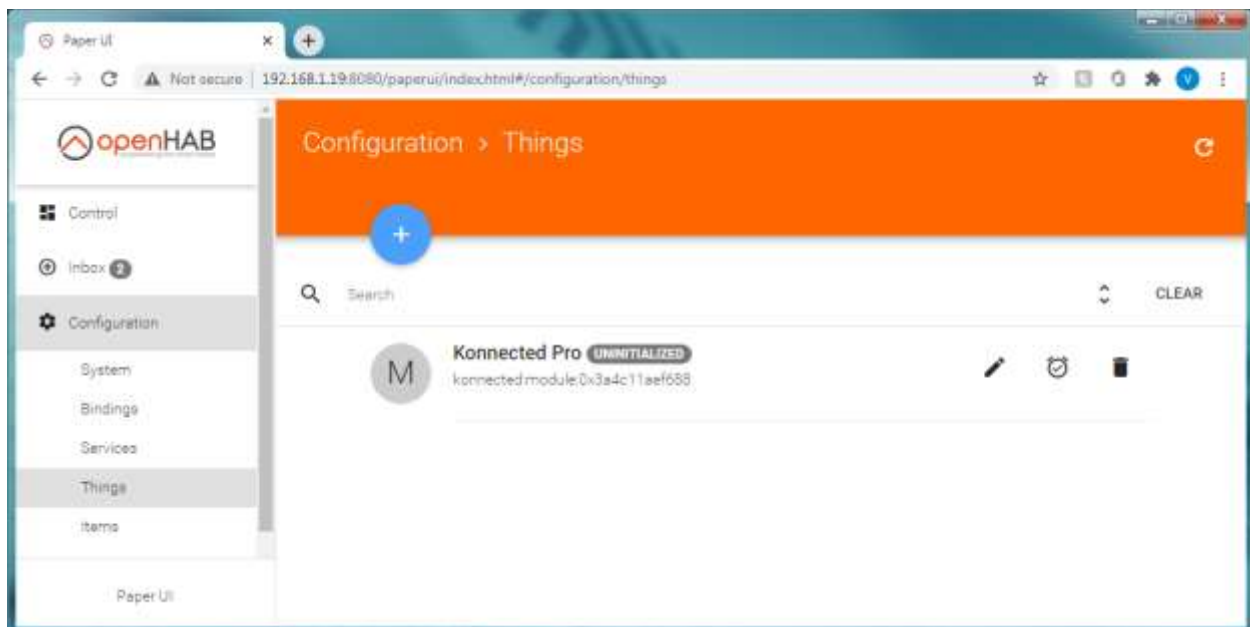 Paper UI
Not secure | 192.168.1.19:8080/paperui/index.html#/configuration/things
V
openHAB
Configuration > Things
Control
Inbox 2
Search
CLEAR
Configuration
Konnected Pro UNINITIALIZED
M
konnected:module:0x3a4c11aef688
System
Bindings
Services
Things
Items
Paper UI